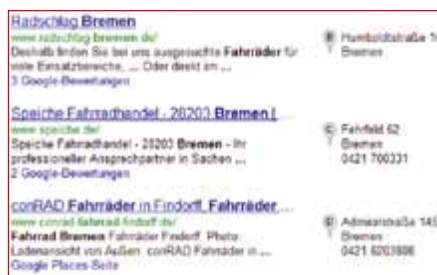 Radschlag Bremen
www.radschlag-bremen.de/
Deshalb finden Sie bei uns ausgesuchte Fahrräder für
viele Einsatzbereiche, ... Oder direkt am ...
3 Google-Bewertungen
B Humboldtstraße 16
Bremen
Speiche Fahrradhandel - 28203 Bremen |
www.speiche.de/
Speiche Fahrradhandel - 28203 Bremen - Ihr
professioneller Ansprechpartner in Sachen ...
2 Google-Bewertungen
C Fehrfeld 62
Bremen
0421 700331
conRAD Fahrräder in Findorff, Fahrräder ...
www.conrad-fahrrad-findorff.de/
Fahrrad Bremen Fahrräder Findorff. Photo:
Ladenansicht von Außen. conRAD Fahrräder in ...
Google Places-Seite
D Admiralstraße 145
Bremen